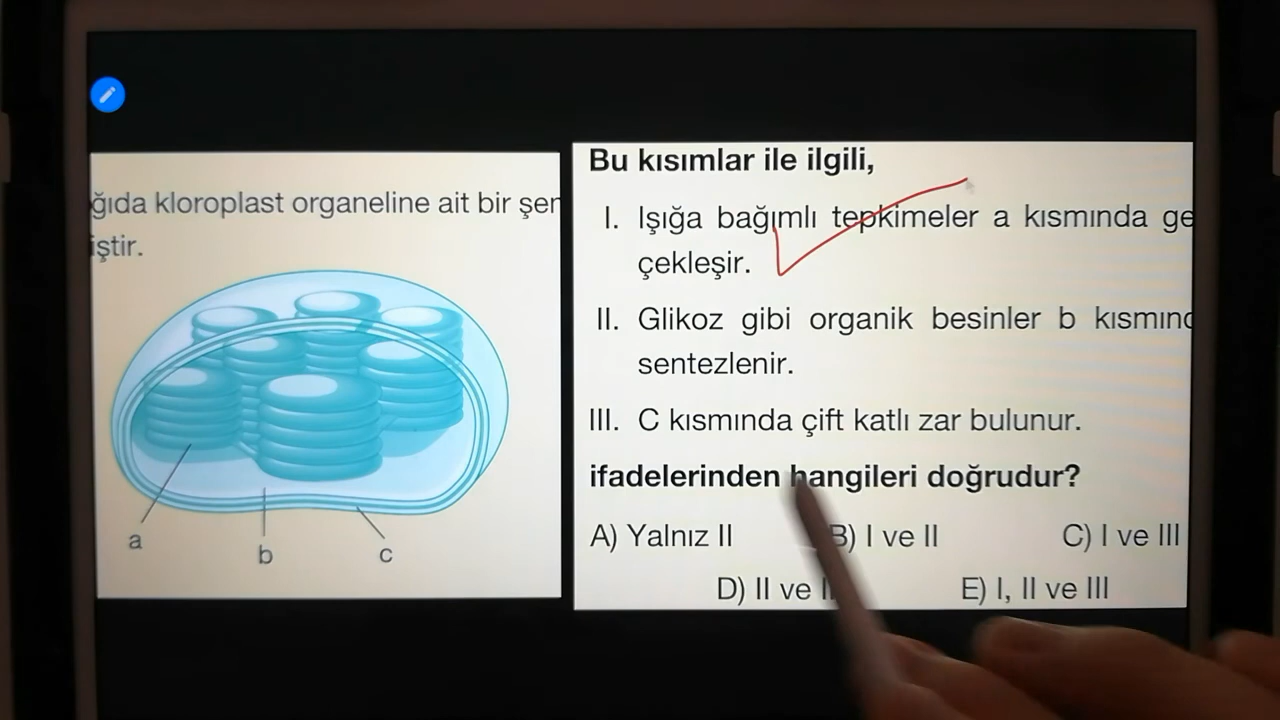 ğıda kloroplast organeline ait bir şer
iştir.
a
b
c
Bu kısımlar ile ilgili,
I. Işığa bağımlı tepkimeler a kısmında ge
çekleşir.
II. Glikoz gibi organik besinler b kısmınd
sentezlenir.
III. C kısmında çift katlı zar bulunur.
ifadelerinden hangileri doğrudur?
A) Yalnız II B) I ve II C) I ve III
D) II ve E) I, II ve III